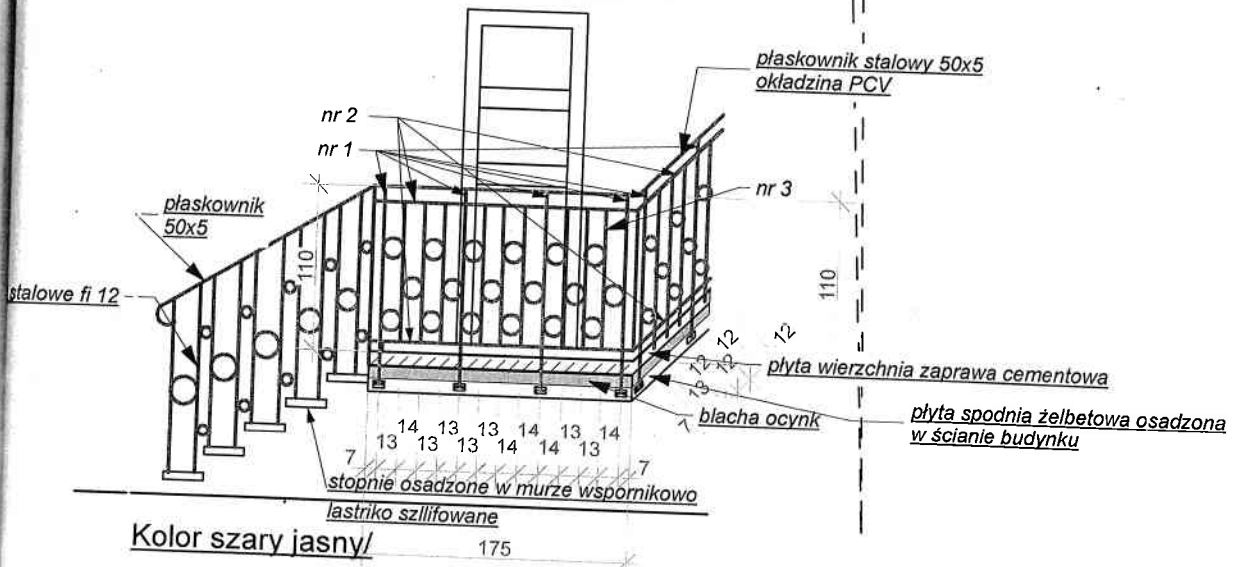 płaskownik stalowy 50x5
okładzina PCV
nr 2
nr 1
nr 3
płaskownik
50x5
110
110
stalowe fi 12
12
12
12
12
13
7
płyta wierzchnia zaprawa cementowa
blacha ocynk
płyta spodnia żelbetowa osadzona
w ścianie budynku
14 13 13 14 13 14
7 13 13 13 14 14 13 7
stopnie osadzone w murze wspornikowo
lastriko szllifowane
Kolor szary jasny/
175